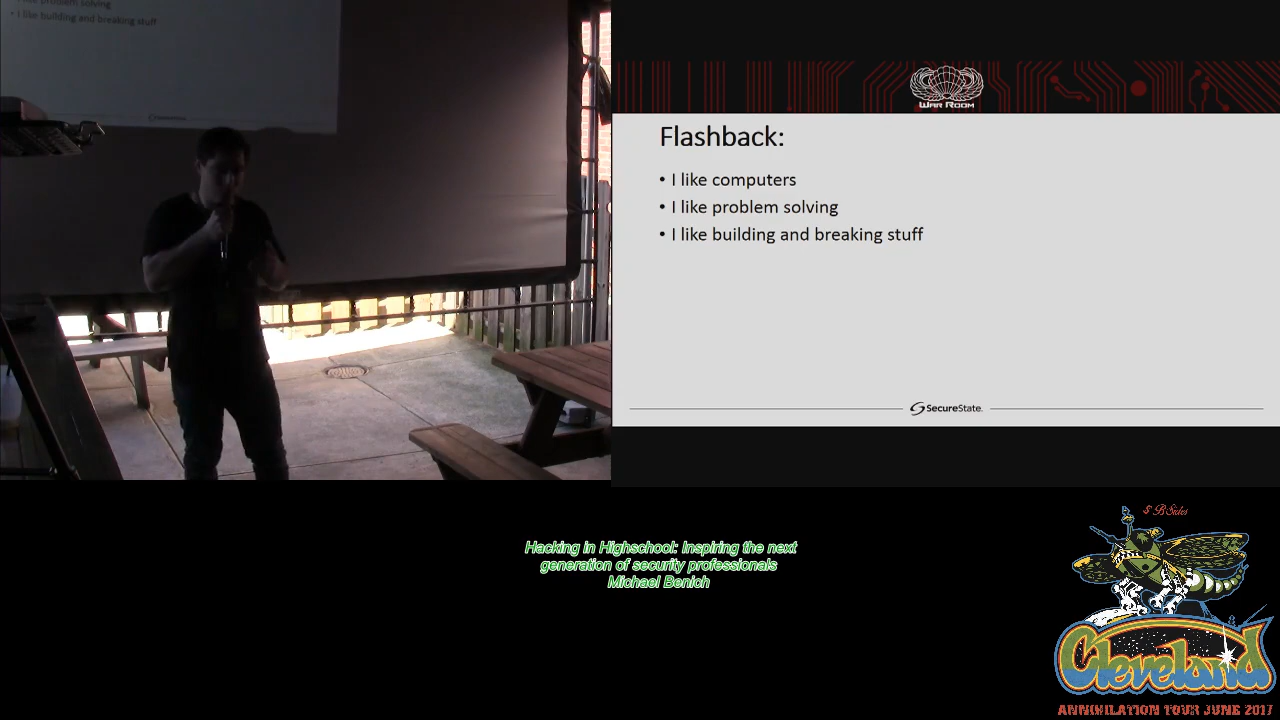 I like problem solving
• I like building and breaking stuff
WAR ROOM
Flashback:
• I like computers
• I like problem solving
• I like building and breaking stuff
SecureState
Hacking in Highschool: Inspiring the next
generation of security professionals
Michael Benich
BSides
Cleveland
ANNIHILATION TOUR JUNE 2017